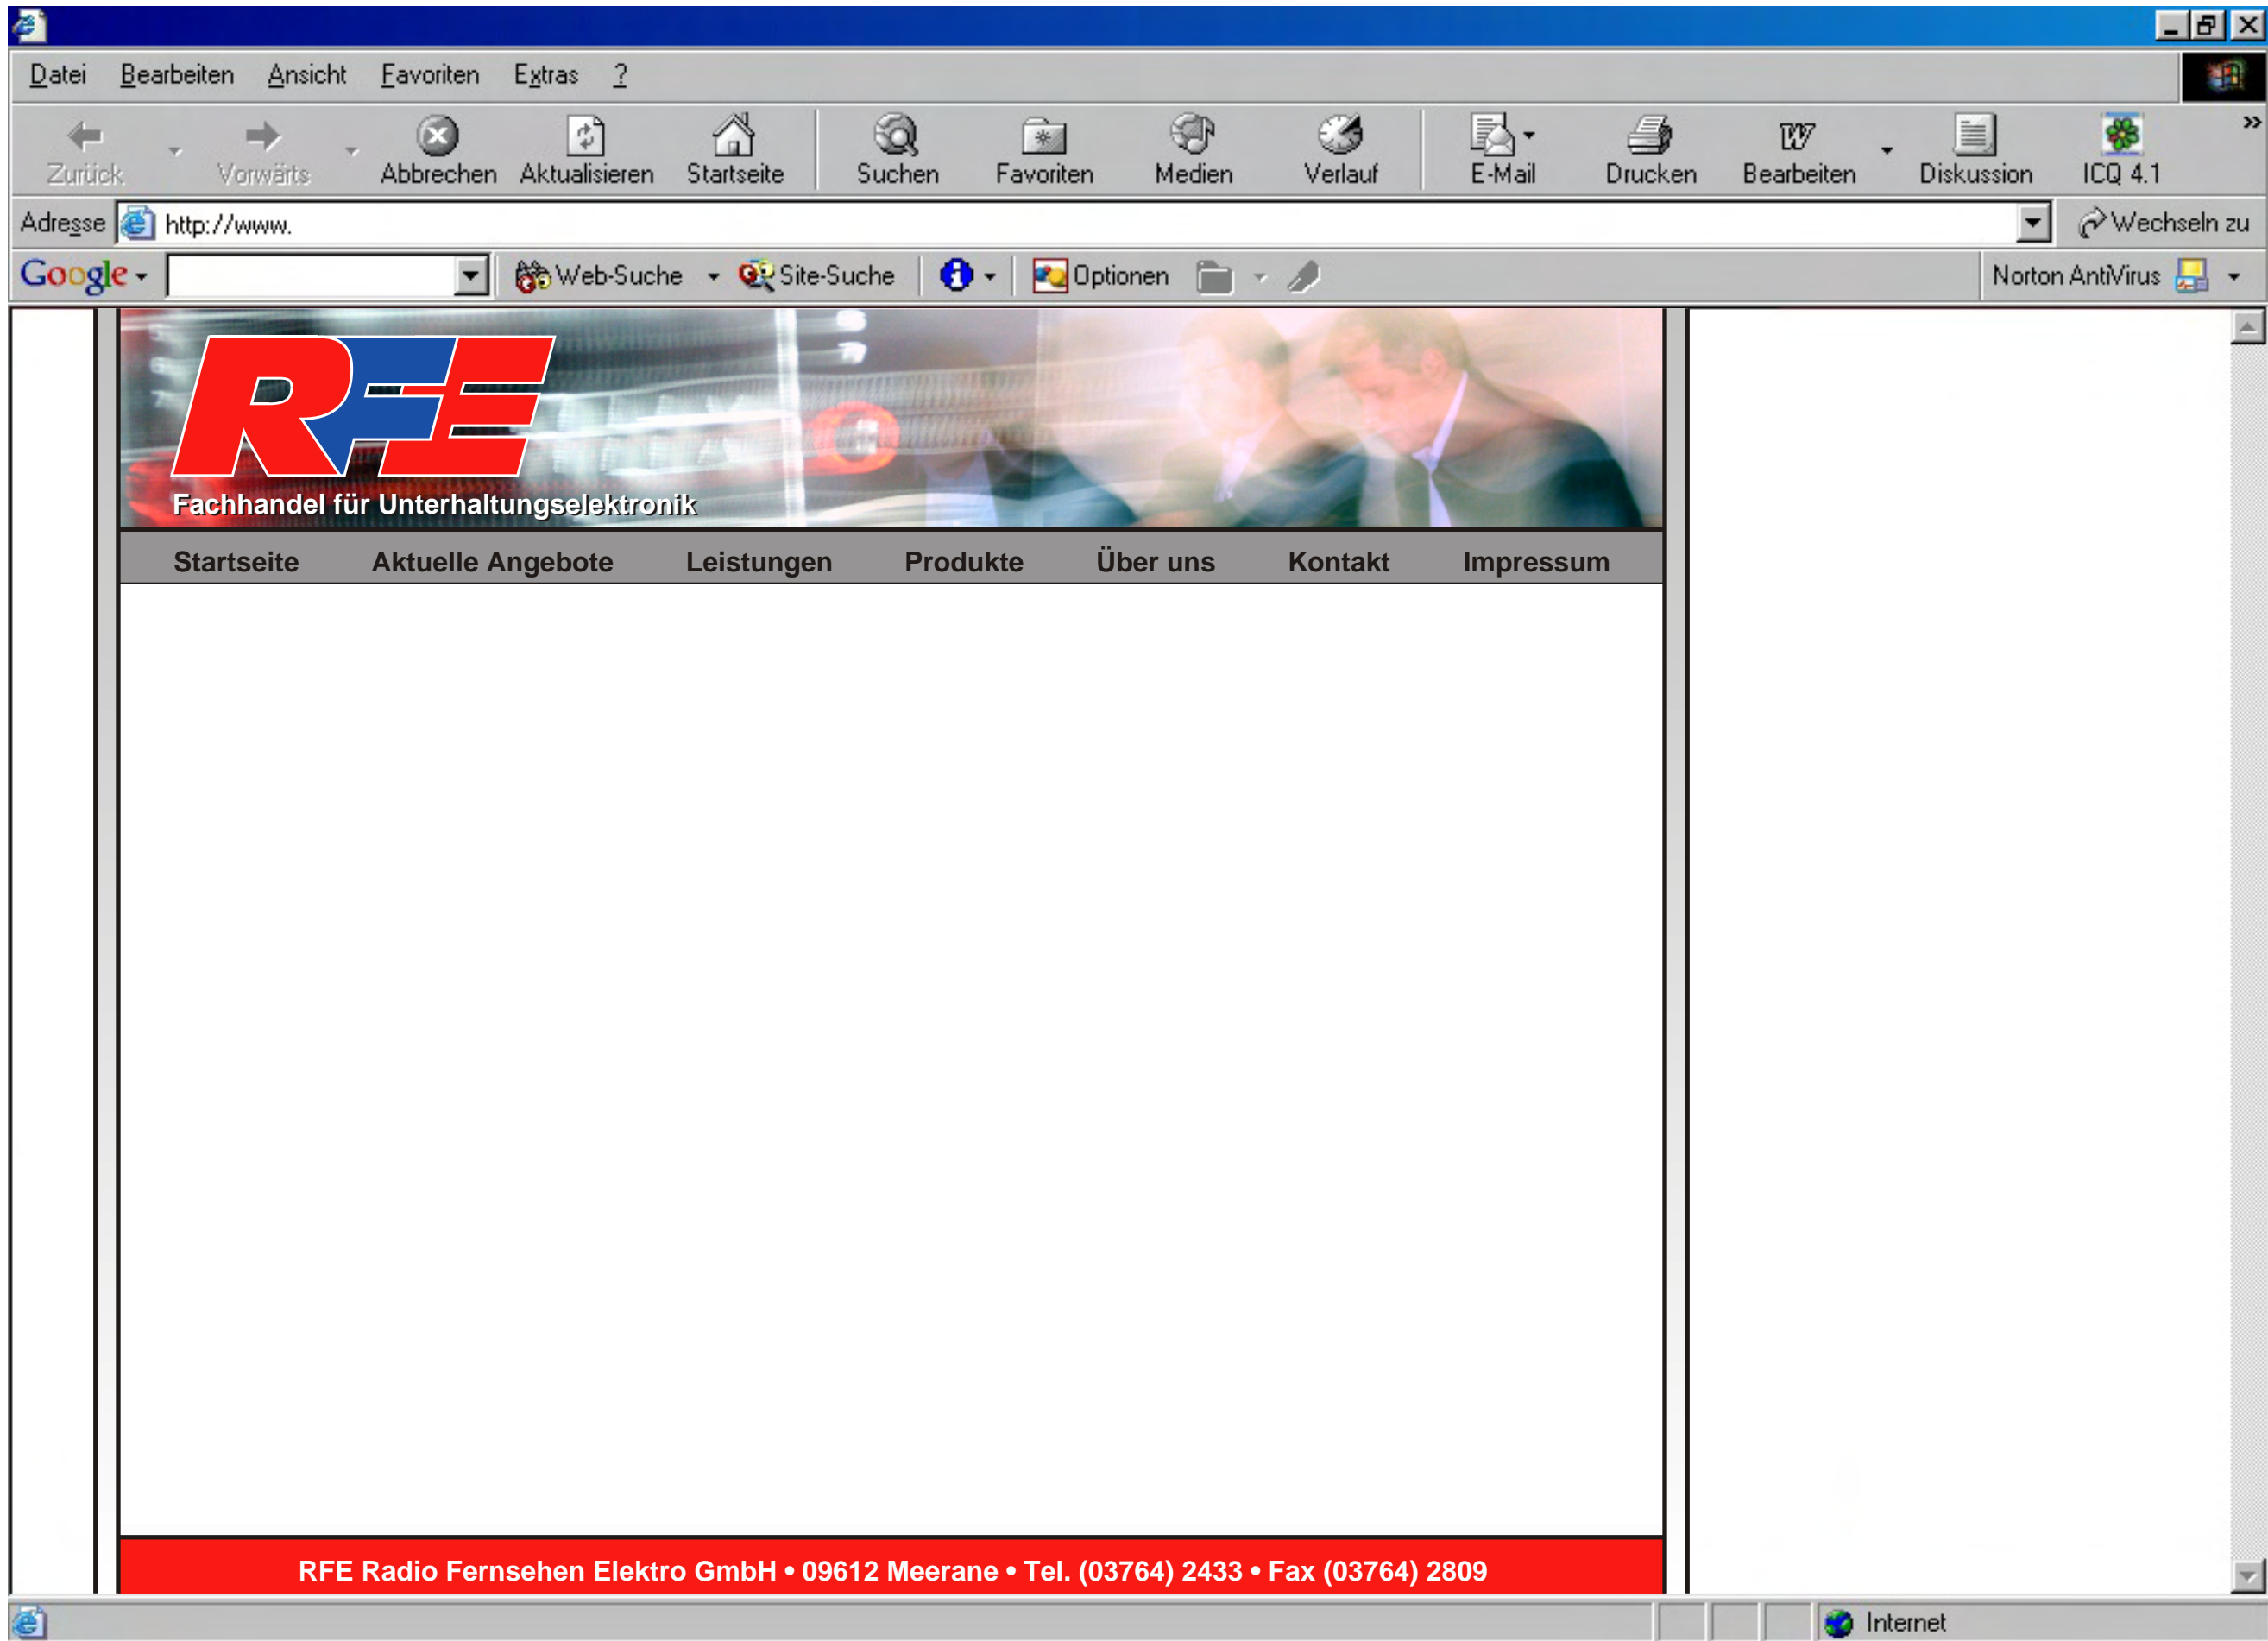 Datei Bearbeiten Ansicht Favoriten Extras ?
Zurück Vorwärts Abbrechen Aktualisieren Startseite Suchen Favoriten Medien Verlauf E-Mail Drucken Bearbeiten Diskussion ICQ 4.1 »
Adresse http://www. Wechseln zu
Google Web-Suche Site-Suche Optionen Norton AntiVirus
RFE
Fachhandel für Unterhaltungselektronik
Startseite Aktuelle Angebote Leistungen Produkte Über uns Kontakt Impressum
RFE Radio Fernsehen Elektro GmbH • 09612 Meerane • Tel. (03764) 2433 • Fax (03764) 2809
Internet